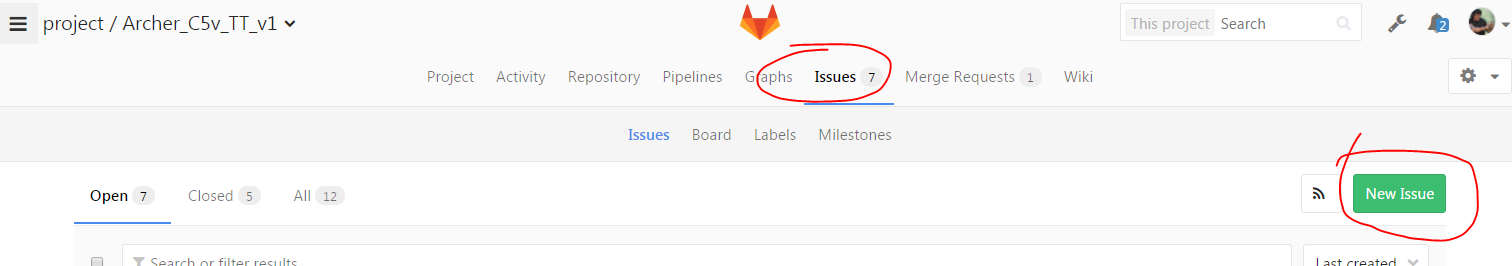 project / Archer_C5v_TT_v1 This project Search 2
Project Activity Repository Pipelines Graphs Issues 7 Merge Requests 1 Wiki
Issues Board Labels Milestones
Open 7 Closed 5 All 12 New Issue
Search or filter results Last created